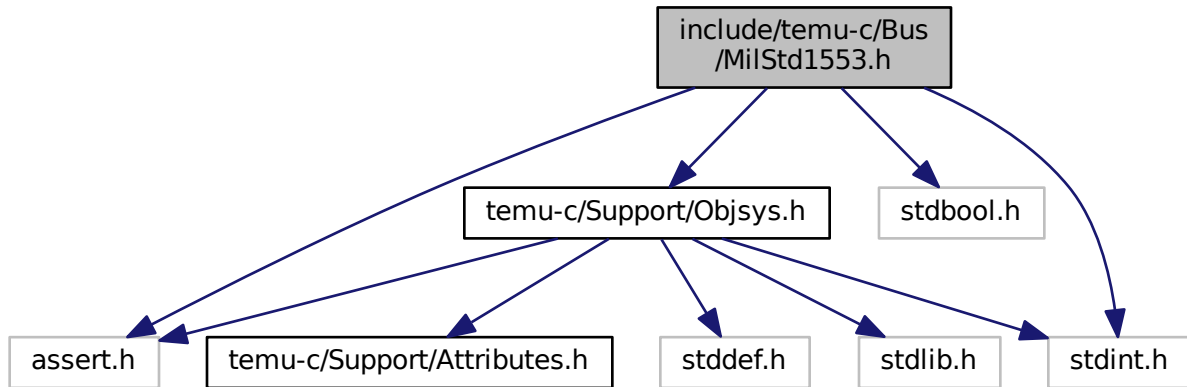 include/temu-c/Bus
/MilStd1553.h
temu-c/Support/Objsys.h
stdbool.h
assert.h
temu-c/Support/Attributes.h
stddef.h
stdlib.h
stdint.h